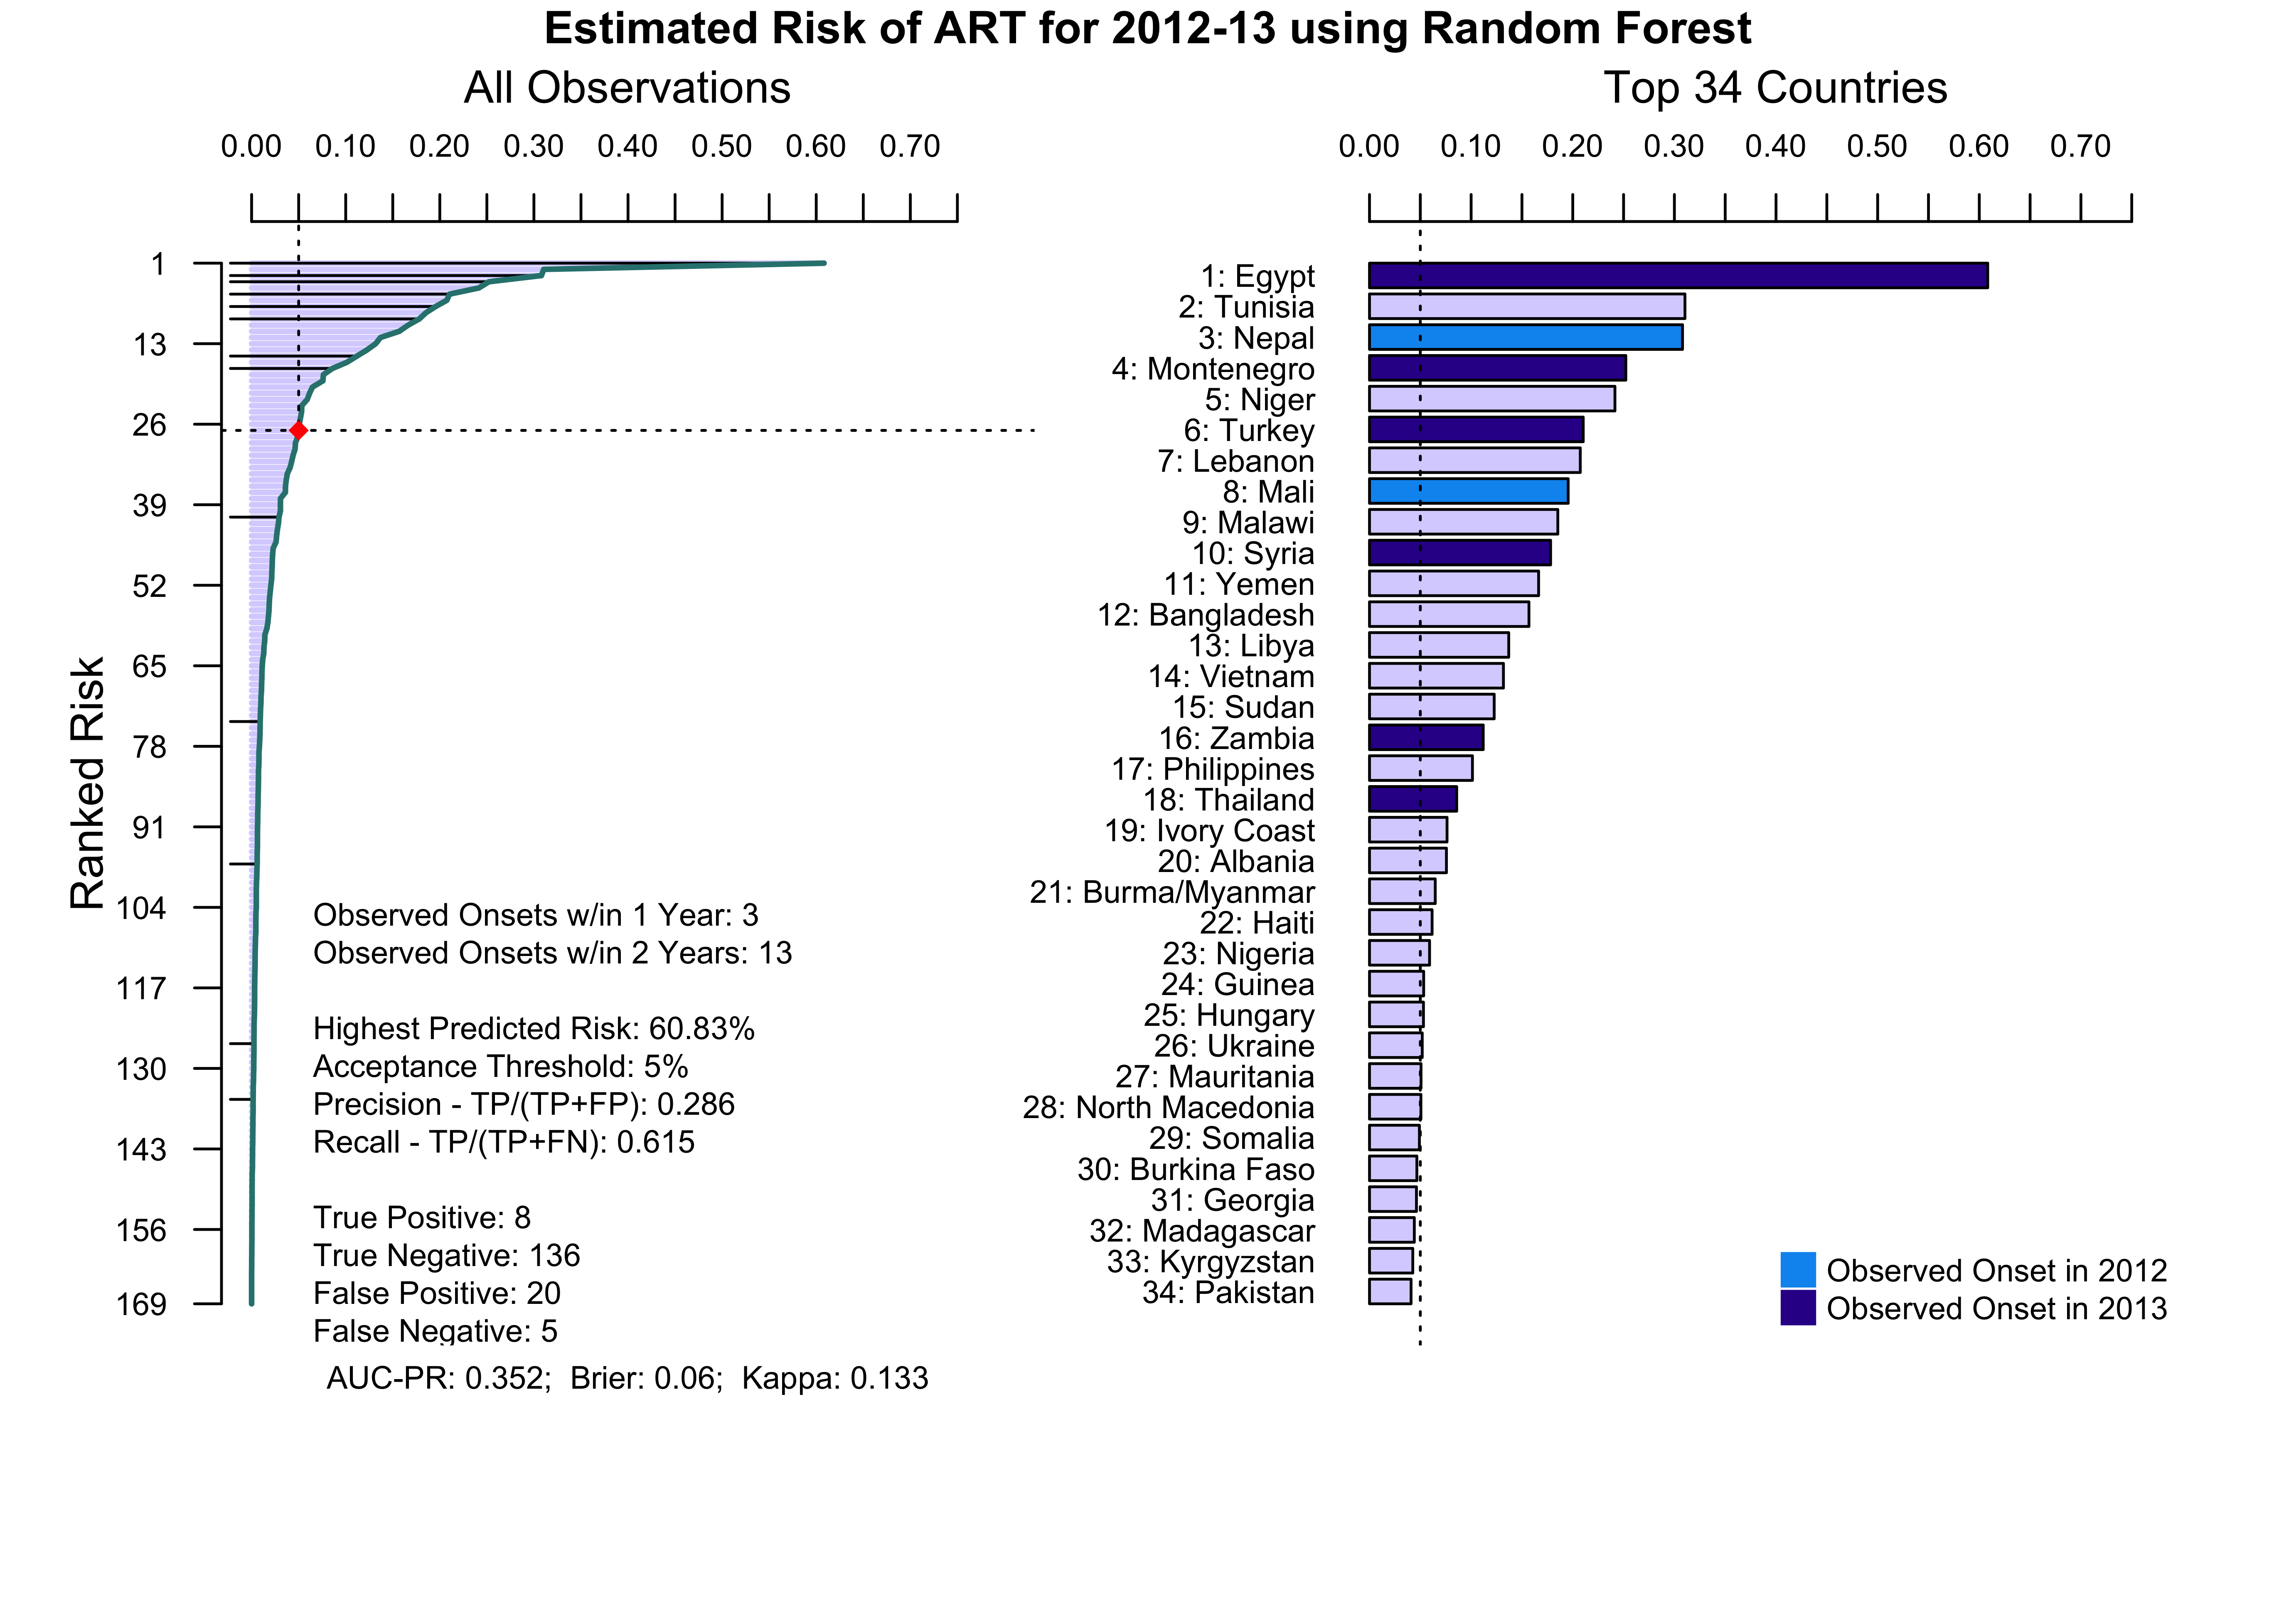 Estimated Risk of ART for 2012-13 using Random Forest
All Observations
0.00 0.10 0.20 0.30 0.40 0.50 0.60 0.70
Ranked Risk
1
13
26
39
52
65
78
91
104
117
130
143
156
169
Observed Onsets w/in 1 Year: 3
Observed Onsets w/in 2 Years: 13
Highest Predicted Risk: 60.83%
Acceptance Threshold: 5%
Precision - TP/(TP+FP): 0.286
Recall - TP/(TP+FN): 0.615
True Positive: 8
True Negative: 136
False Positive: 20
False Negative: 5
AUC-PR: 0.352; Brier: 0.06; Kappa: 0.133
Top 34 Countries
0.00 0.10 0.20 0.30 0.40 0.50 0.60 0.70
1: Egypt
2: Tunisia
3: Nepal
4: Montenegro
5: Niger
6: Turkey
7: Lebanon
8: Mali
9: Malawi
10: Syria
11: Yemen
12: Bangladesh
13: Libya
14: Vietnam
15: Sudan
16: Zambia
17: Philippines
18: Thailand
19: Ivory Coast
20: Albania
21: Burma/Myanmar
22: Haiti
23: Nigeria
24: Guinea
25: Hungary
26: Ukraine
27: Mauritania
28: North Macedonia
29: Somalia
30: Burkina Faso
31: Georgia
32: Madagascar
33: Kyrgyzstan
34: Pakistan
Observed Onset in 2012
Observed Onset in 2013